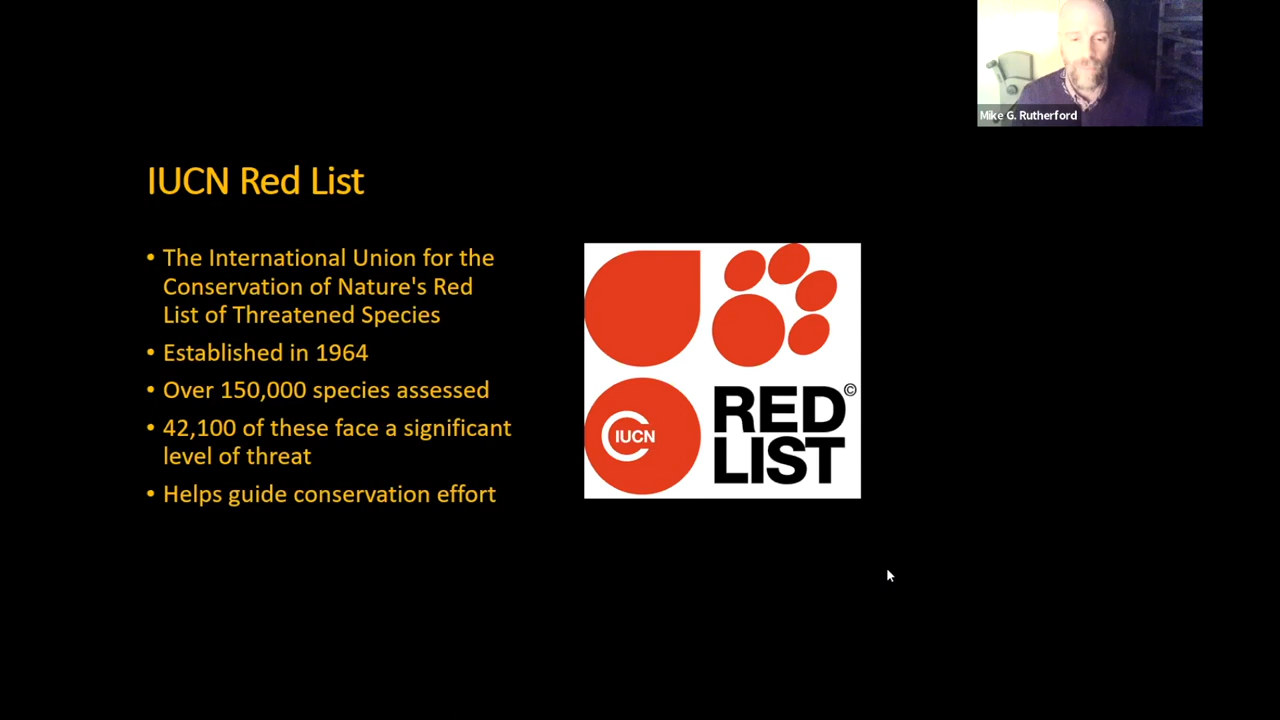 Mike G. Rutherford
IUCN Red List
• The International Union for the
Conservation of Nature's Red
List of Threatened Species
• Established in 1964
• Over 150,000 species assessed
• 42,100 of these face a significant
level of threat
• Helps guide conservation effort
IUCN
RED
LIST
©